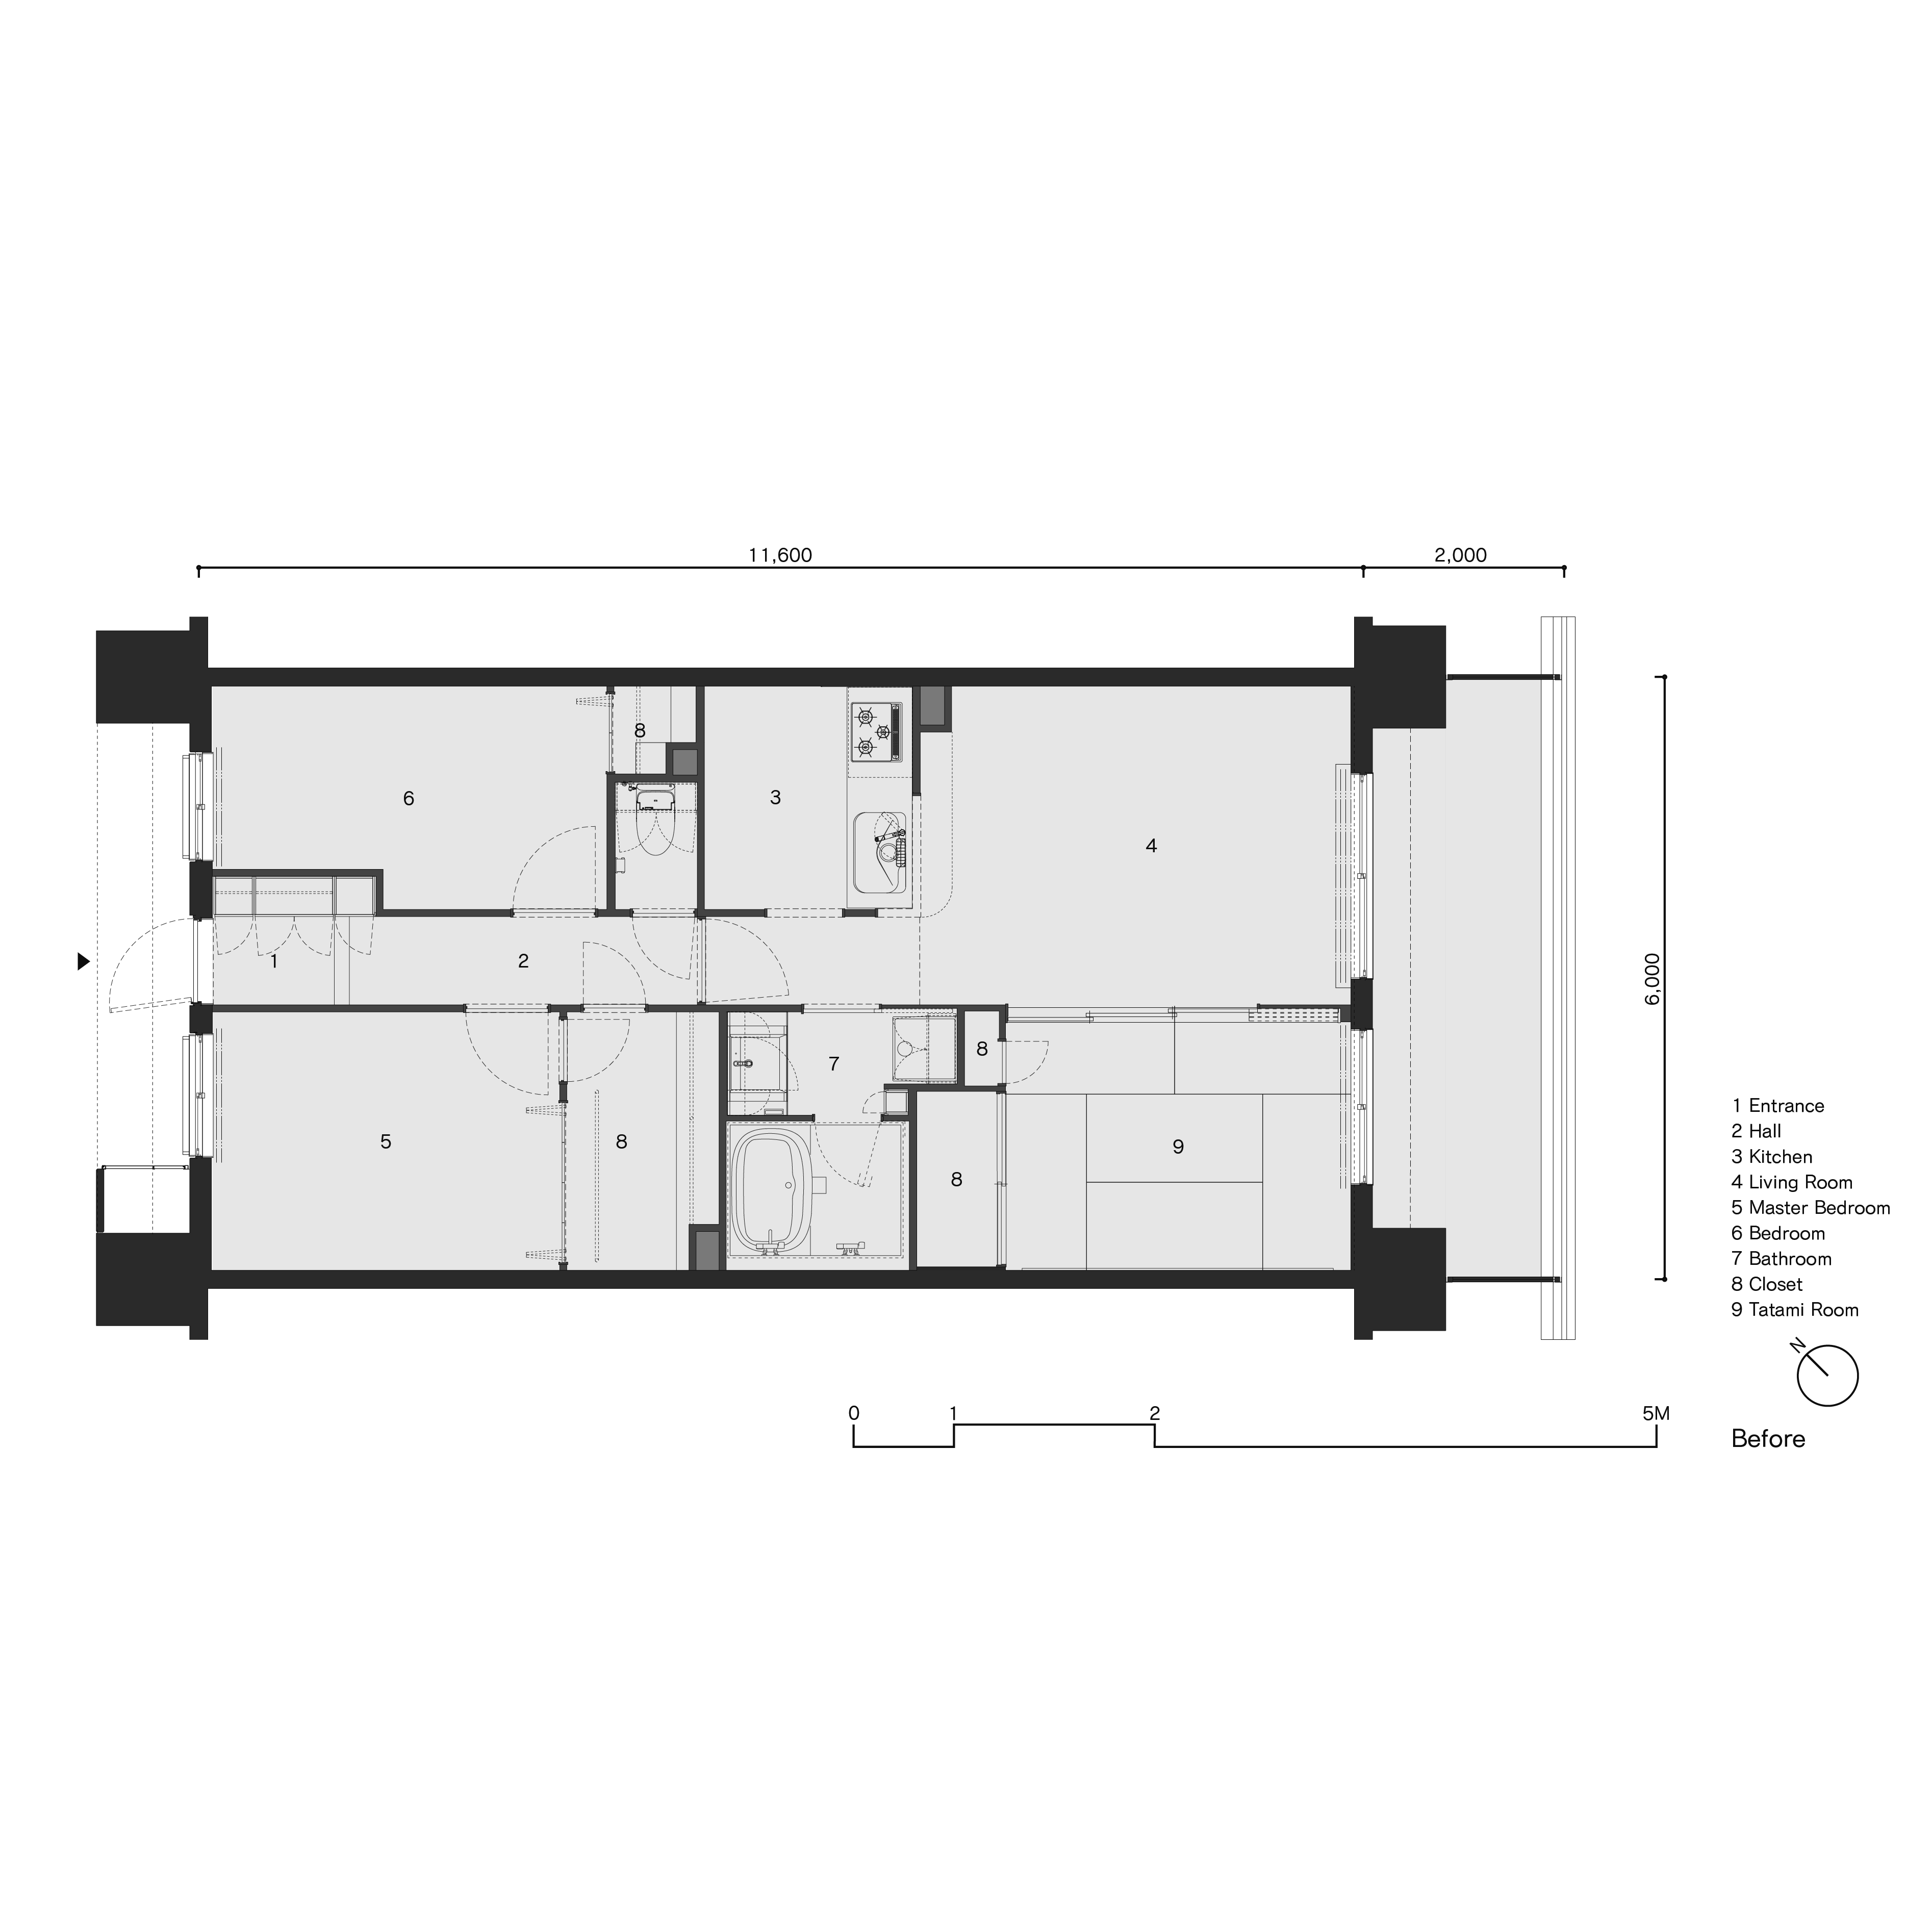 11,600
2,000
8
6
3
4
1
2
6,000
8
7
5
8
8
9
1 Entrance
2 Hall
3 Kitchen
4 Living Room
5 Master Bedroom
6 Bedroom
7 Bathroom
8 Closet
9 Tatami Room
N
0 1 2 5M
Before